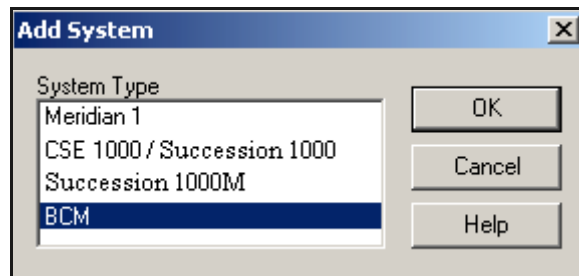 Add System
System Type
Meridian 1
CSE 1000 / Succession 1000
Succession 1000M
BCM
OK
Cancel
Help